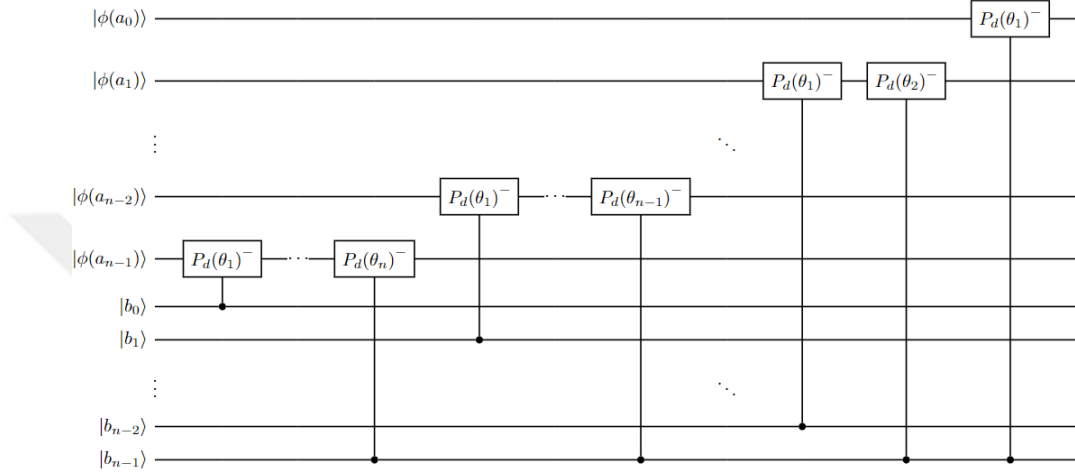 |ϕ(a₀)⟩ P_d(θ₁)⁻
|ϕ(a₁)⟩ P_d(θ₁)⁻ P_d(θ₂)⁻
⋮ ⋱
|ϕ(aₙ₋₂)⟩ P_d(θ₁)⁻ ··· P_d(θₙ₋₁)⁻
|ϕ(aₙ₋₁)⟩ P_d(θ₁)⁻ ··· P_d(θₙ)⁻
|b₀⟩
|b₁⟩
⋮ ⋱
|bₙ₋₂⟩
|bₙ₋₁⟩